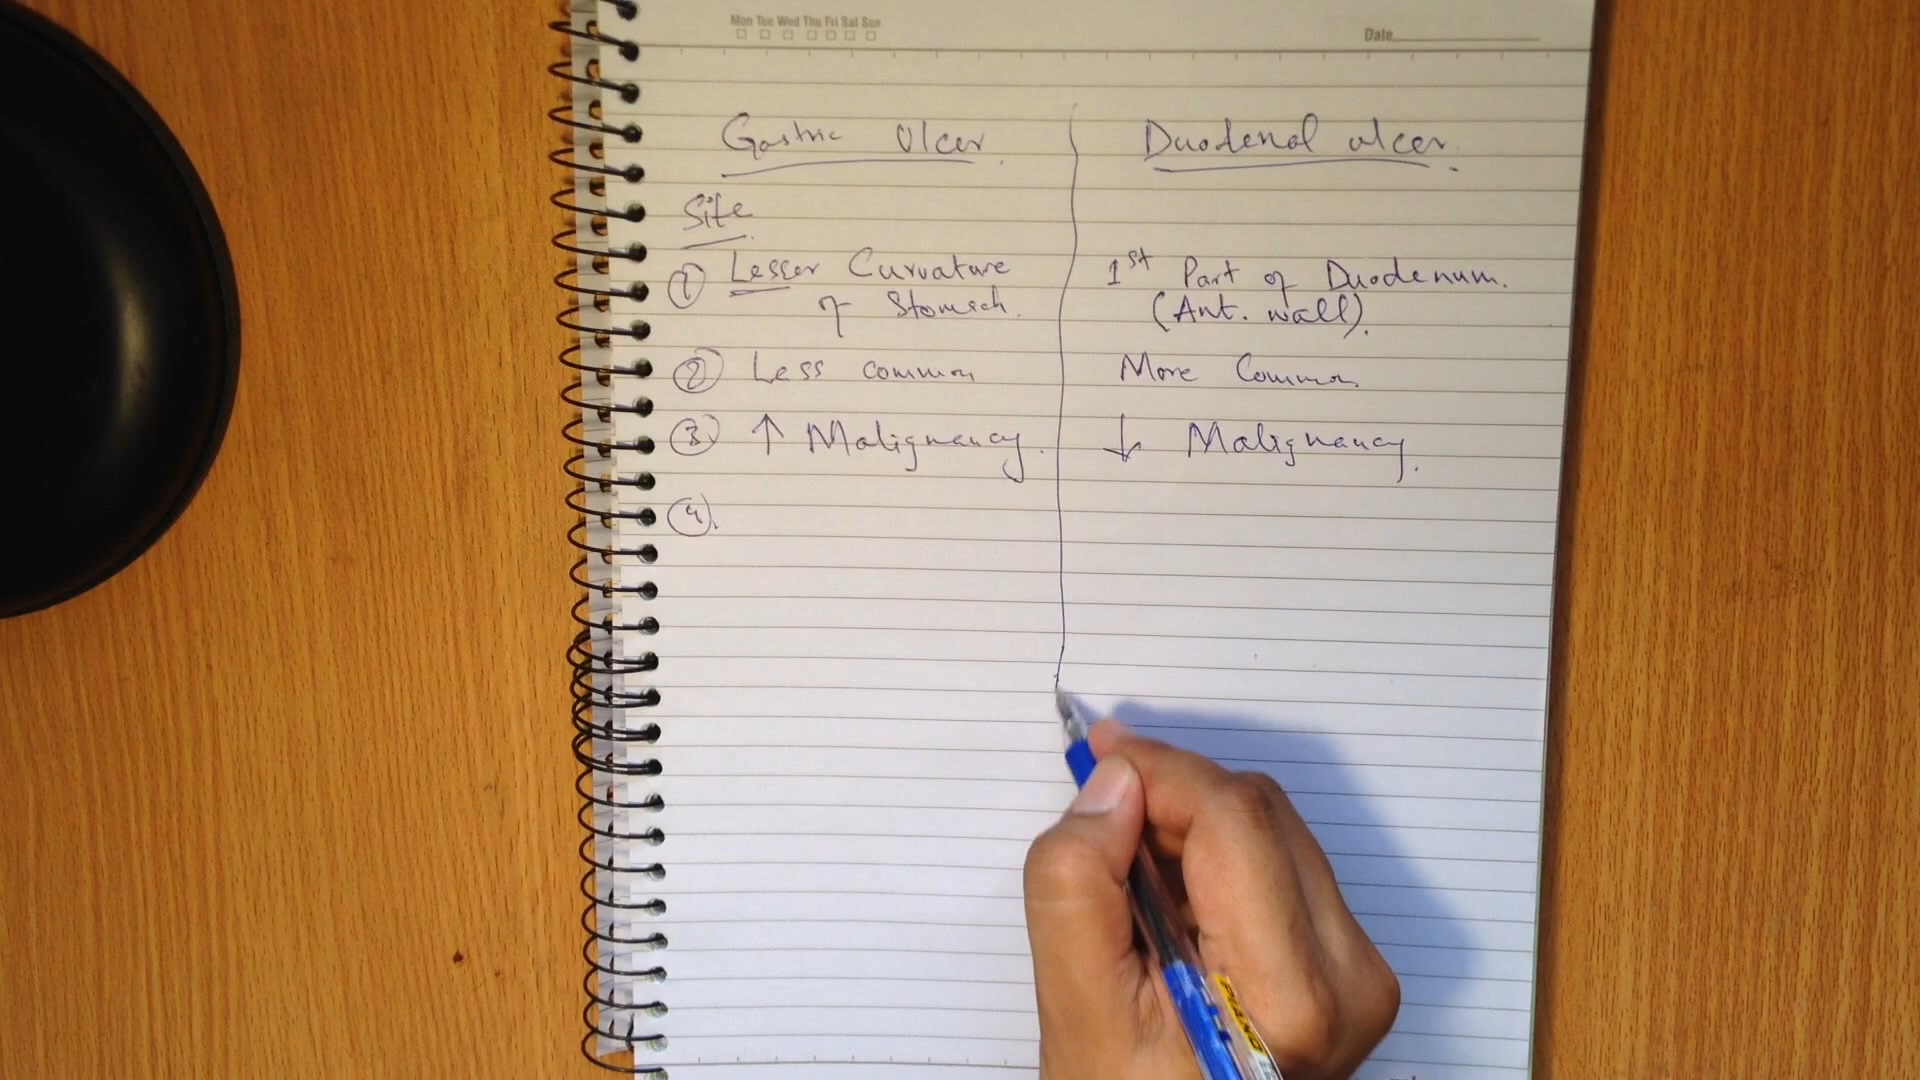 Mon Tue Wed Thu Fri Sat Sun
Date
Gastric Ulcer.
Duodenal ulcer.
Site
① Lesser Curvature
of Stomach.
1st Part of Duodenum.
(Ant. wall).
② Less common
More Common
③ ↑ Malignancy.
↓ Malignancy.
④.